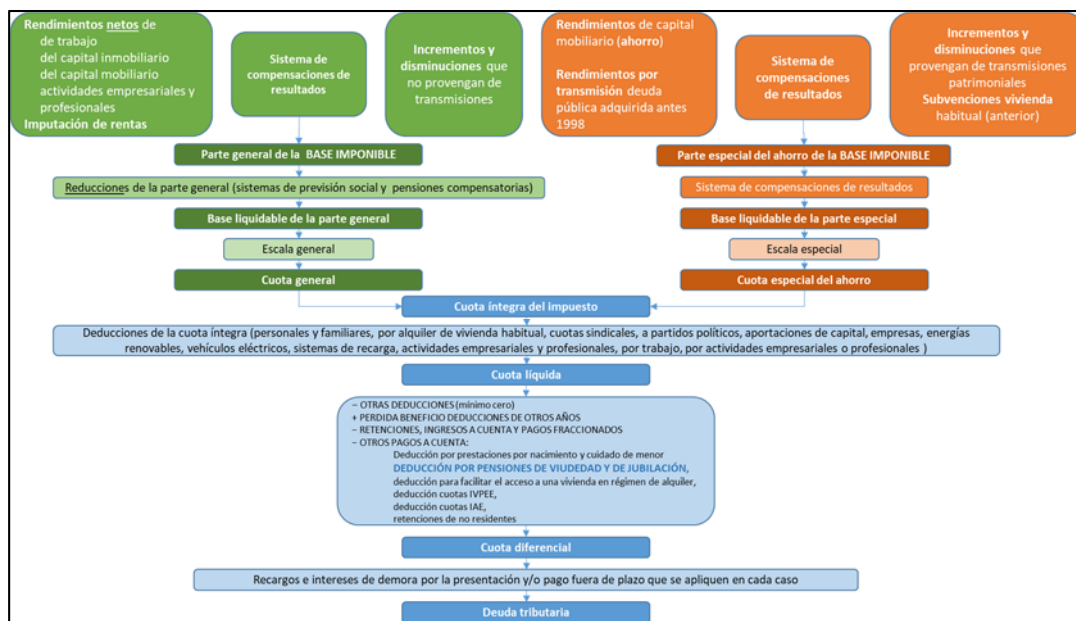 Rendimientos netos de
de trabajo
del capital inmobiliario
del capital mobiliario
actividades empresariales y
profesionales
Imputación de rentas
Sistema de
compensaciones de
resultados
Incrementos y
disminuciones que
no provengan de
transmisiones
Rendimientos de capital
mobiliario (ahorro)
Rendimientos por
transmisión deuda
pública adquirida antes
1998
Sistema de
compensaciones
de resultados
Incrementos y
disminuciones que
provengan de transmisiones
patrimoniales
Subvenciones vivienda
habitual (anterior)
Parte general de la BASE IMPONIBLE
Parte especial del ahorro de la BASE IMPONIBLE
Reducciones de la parte general (sistemas de previsión social y pensiones compensatorias)
Sistema de compensaciones de resultados
Base liquidable de la parte general
Base liquidable de la parte especial
Escala general
Escala especial
Cuota general
Cuota especial del ahorro
Cuota íntegra del impuesto
Deducciones de la cuota íntegra (personales y familiares, por alquiler de vivienda habitual, cuotas sindicales, a partidos políticos, aportaciones de capital, empresas, energías
renovables, vehículos eléctricos, sistemas de recarga, actividades empresariales y profesionales, por trabajo, por actividades empresariales o profesionales )
Cuota líquida
– OTRAS DEDUCCIONES (mínimo cero)
+ PERDIDA BENEFICIO DEDUCCIONES DE OTROS AÑOS
– RETENCIONES, INGRESOS A CUENTA Y PAGOS FRACCIONADOS
– OTROS PAGOS A CUENTA:
Deducción por prestaciones por nacimiento y cuidado de menor
DEDUCCIÓN POR PENSIONES DE VIUDEDAD Y DE JUBILACIÓN,
deducción para facilitar el acceso a una vivienda en régimen de alquiler,
deducción cuotas IVPEE,
deducción cuotas IAE,
retenciones de no residentes
Cuota diferencial
Recargos e intereses de demora por la presentación y/o pago fuera de plazo que se apliquen en cada caso
Deuda tributaria